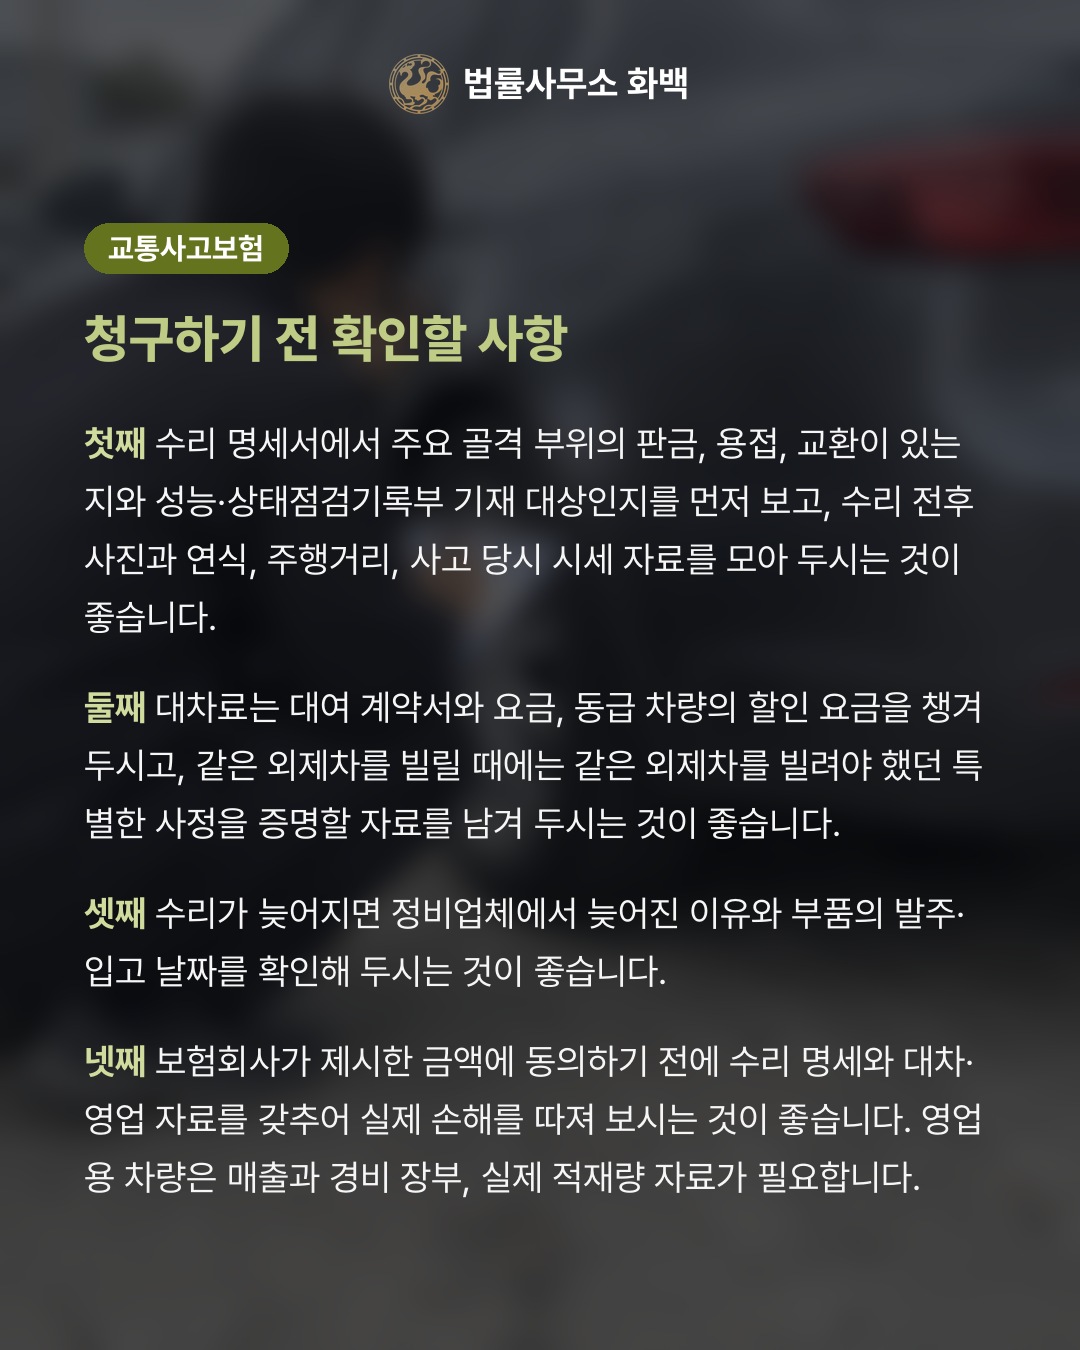 법률사무소 화백
교통사고보험
청구하기 전 확인할 사항
첫째 수리 명세서에서 주요 골격 부위의 판금, 용접, 교환이 있는
지와 성능·상태점검기록부 기재 대상인지를 먼저 보고, 수리 전후
사진과 연식, 주행거리, 사고 당시 시세 자료를 모아 두시는 것이
좋습니다.
둘째 대차료는 대여 계약서와 요금, 동급 차량의 할인 요금을 챙겨
두시고, 같은 외제차를 빌릴 때에는 같은 외제차를 빌려야 했던 특
별한 사정을 증명할 자료를 남겨 두시는 것이 좋습니다.
셋째 수리가 늦어지면 정비업체에서 늦어진 이유와 부품의 발주·
입고 날짜를 확인해 두시는 것이 좋습니다.
넷째 보험회사가 제시한 금액에 동의하기 전에 수리 명세와 대차·
영업 자료를 갖추어 실제 손해를 따져 보시는 것이 좋습니다. 영업
용 차량은 매출과 경비 장부, 실제 적재량 자료가 필요합니다.